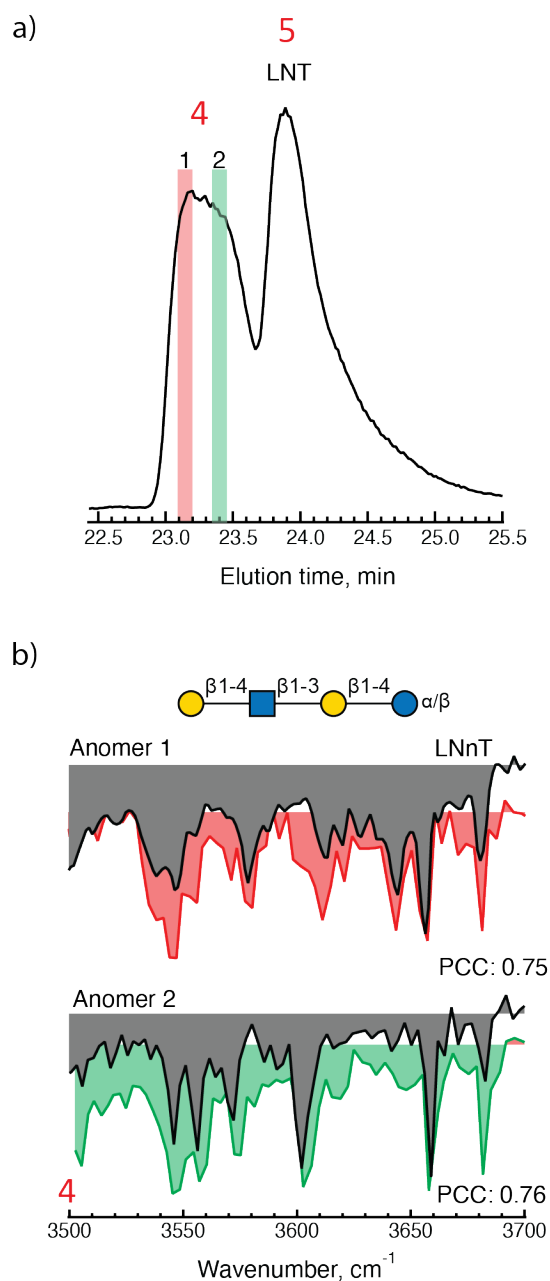 a)
5
LNT
4
1 2
22.5 23.0 23.5 24.0 24.5 25.0 25.5
Elution time, min
b)
β1-4 β1-3 β1-4
α/β
Anomer 1 LNnT
PCC: 0.75
Anomer 2
4
PCC: 0.76
3500 3550 3600 3650 3700
Wavenumber, cm⁻¹